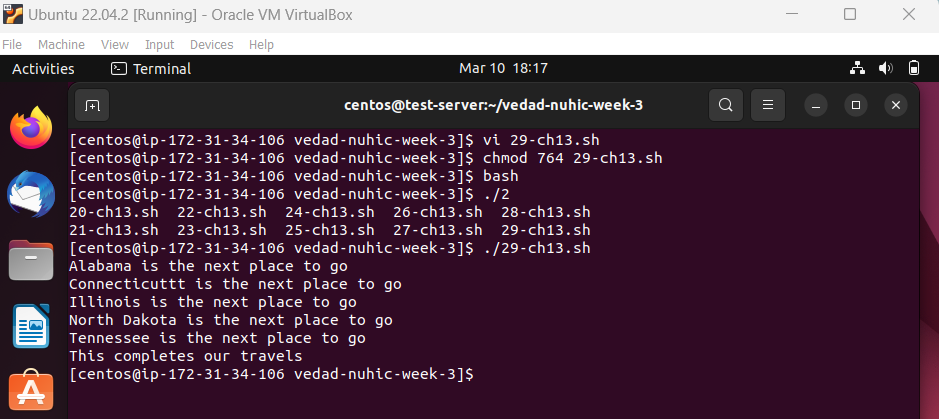 Ubuntu 22.04.2 [Running] - Oracle VM VirtualBox
File Machine View Input Devices Help
Activities Terminal Mar 10 18:17
centos@test-server:~/vedad-nuhic-week-3
[centos@ip-172-31-34-106 vedad-nuhic-week-3]$ vi 29-ch13.sh
[centos@ip-172-31-34-106 vedad-nuhic-week-3]$ chmod 764 29-ch13.sh
[centos@ip-172-31-34-106 vedad-nuhic-week-3]$ bash
[centos@ip-172-31-34-106 vedad-nuhic-week-3]$ ./2
20-ch13.sh 22-ch13.sh 24-ch13.sh 26-ch13.sh 28-ch13.sh
21-ch13.sh 23-ch13.sh 25-ch13.sh 27-ch13.sh 29-ch13.sh
[centos@ip-172-31-34-106 vedad-nuhic-week-3]$ ./29-ch13.sh
Alabama is the next place to go
Connecticuttt is the next place to go
Illinois is the next place to go
North Dakota is the next place to go
Tennessee is the next place to go
This completes our travels
[centos@ip-172-31-34-106 vedad-nuhic-week-3]$